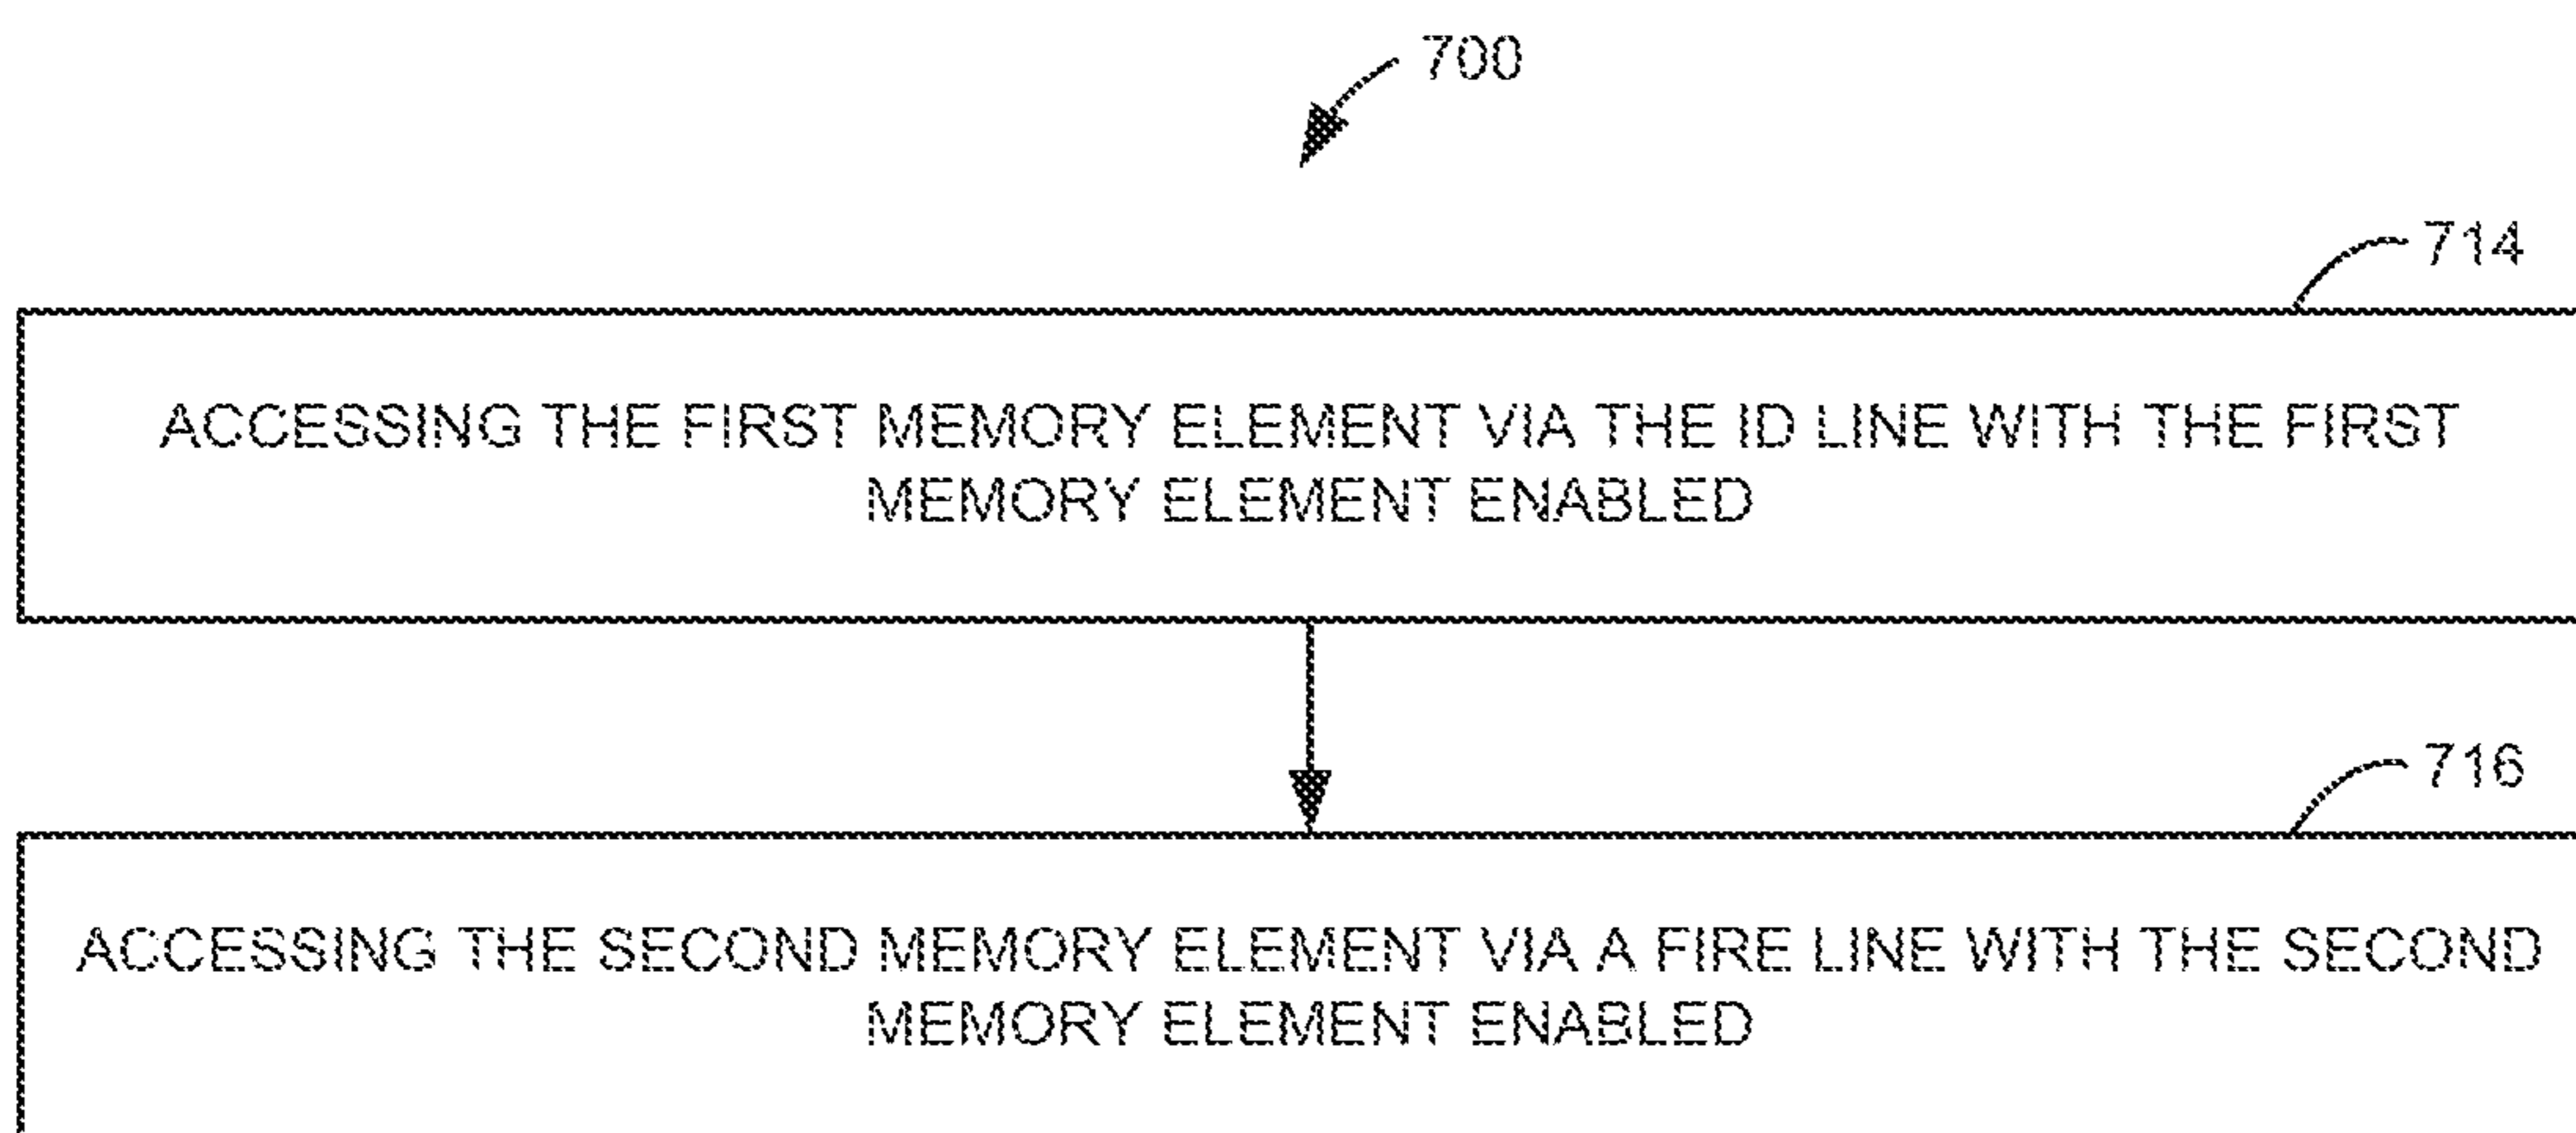 700
714
ACCESSING THE FIRST MEMORY ELEMENT VIA THE ID LINE WITH THE FIRST
MEMORY ELEMENT ENABLED
716
ACCESSING THE SECOND MEMORY ELEMENT VIA A FIRE LINE WITH THE SECOND
MEMORY ELEMENT ENABLED